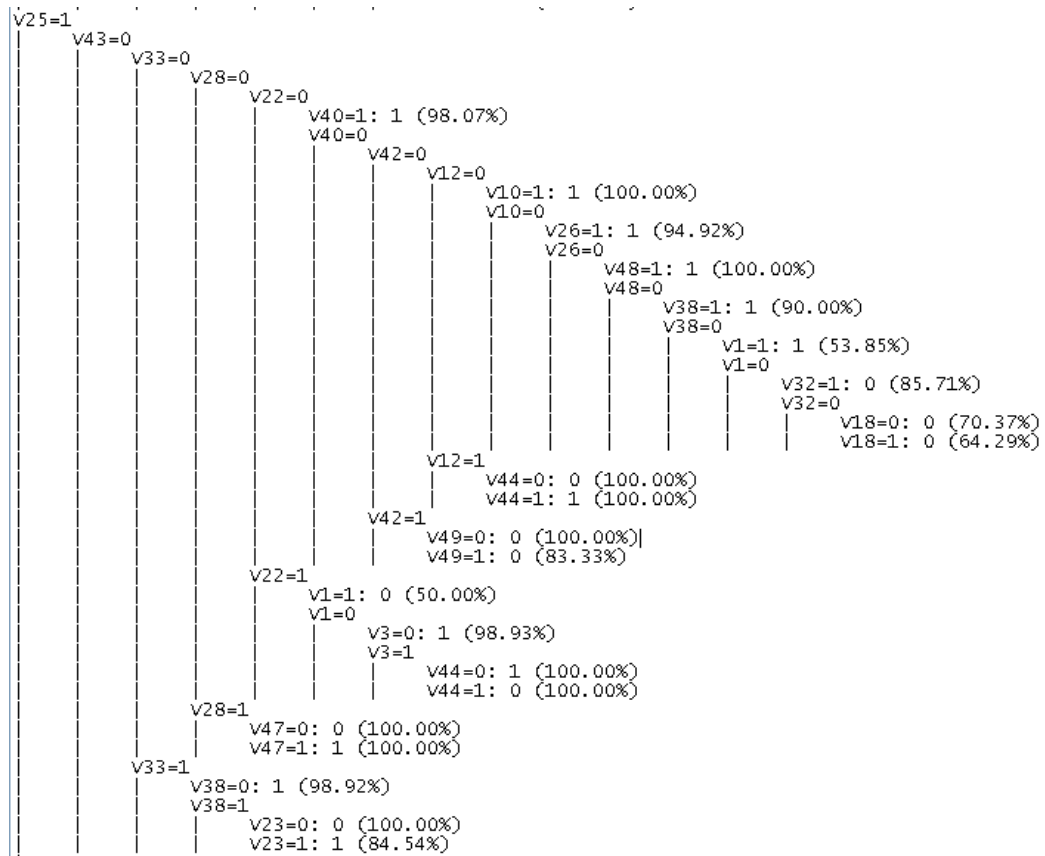 V25=1
V43=0
V33=0
V28=0
V22=0
V40=1: 1 (98.07%)
V40=0
V42=0
V12=0
V10=1: 1 (100.00%)
V10=0
V26=1: 1 (94.92%)
V26=0
V48=1: 1 (100.00%)
V48=0
V38=1: 1 (90.00%)
V38=0
V1=1: 1 (53.85%)
V1=0
V32=1: 0 (85.71%)
V32=0
V18=0: 0 (70.37%)
V18=1: 0 (64.29%)
V12=1
V44=0: 0 (100.00%)
V44=1: 1 (100.00%)
V42=1
V49=0: 0 (100.00%)
V49=1: 0 (83.33%)
V22=1
V1=1: 0 (50.00%)
V1=0
V3=0: 1 (98.93%)
V3=1
V44=0: 1 (100.00%)
V44=1: 0 (100.00%)
V28=1
V47=0: 0 (100.00%)
V47=1: 1 (100.00%)
V33=1
V38=0: 1 (98.92%)
V38=1
V23=0: 0 (100.00%)
V23=1: 1 (84.54%)